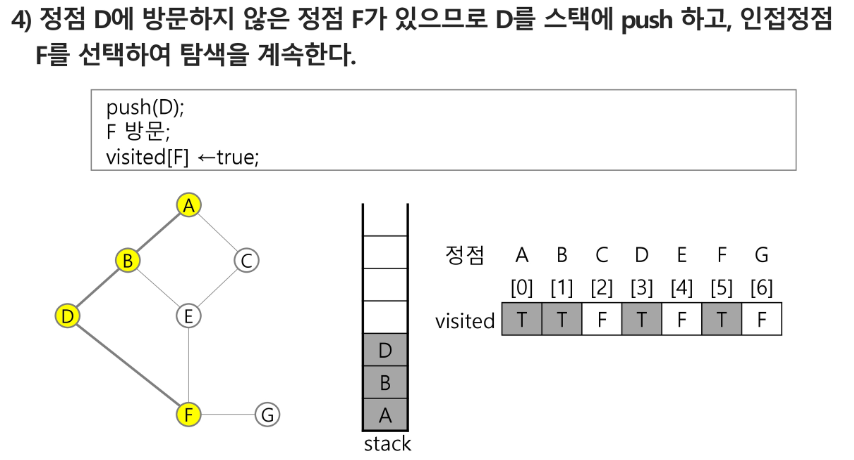 4) 정점 D에 방문하지 않은 정점 F가 있으므로 D를 스택에 push 하고, 인접정점
F를 선택하여 탐색을 계속한다.
push(D);
F 방문;
visited[F] ←true;
A
B
C
D
E
F
G
D
B
A
stack
정점 A B C D E F G
[0] [1] [2] [3] [4] [5] [6]
visited T T F T F T F